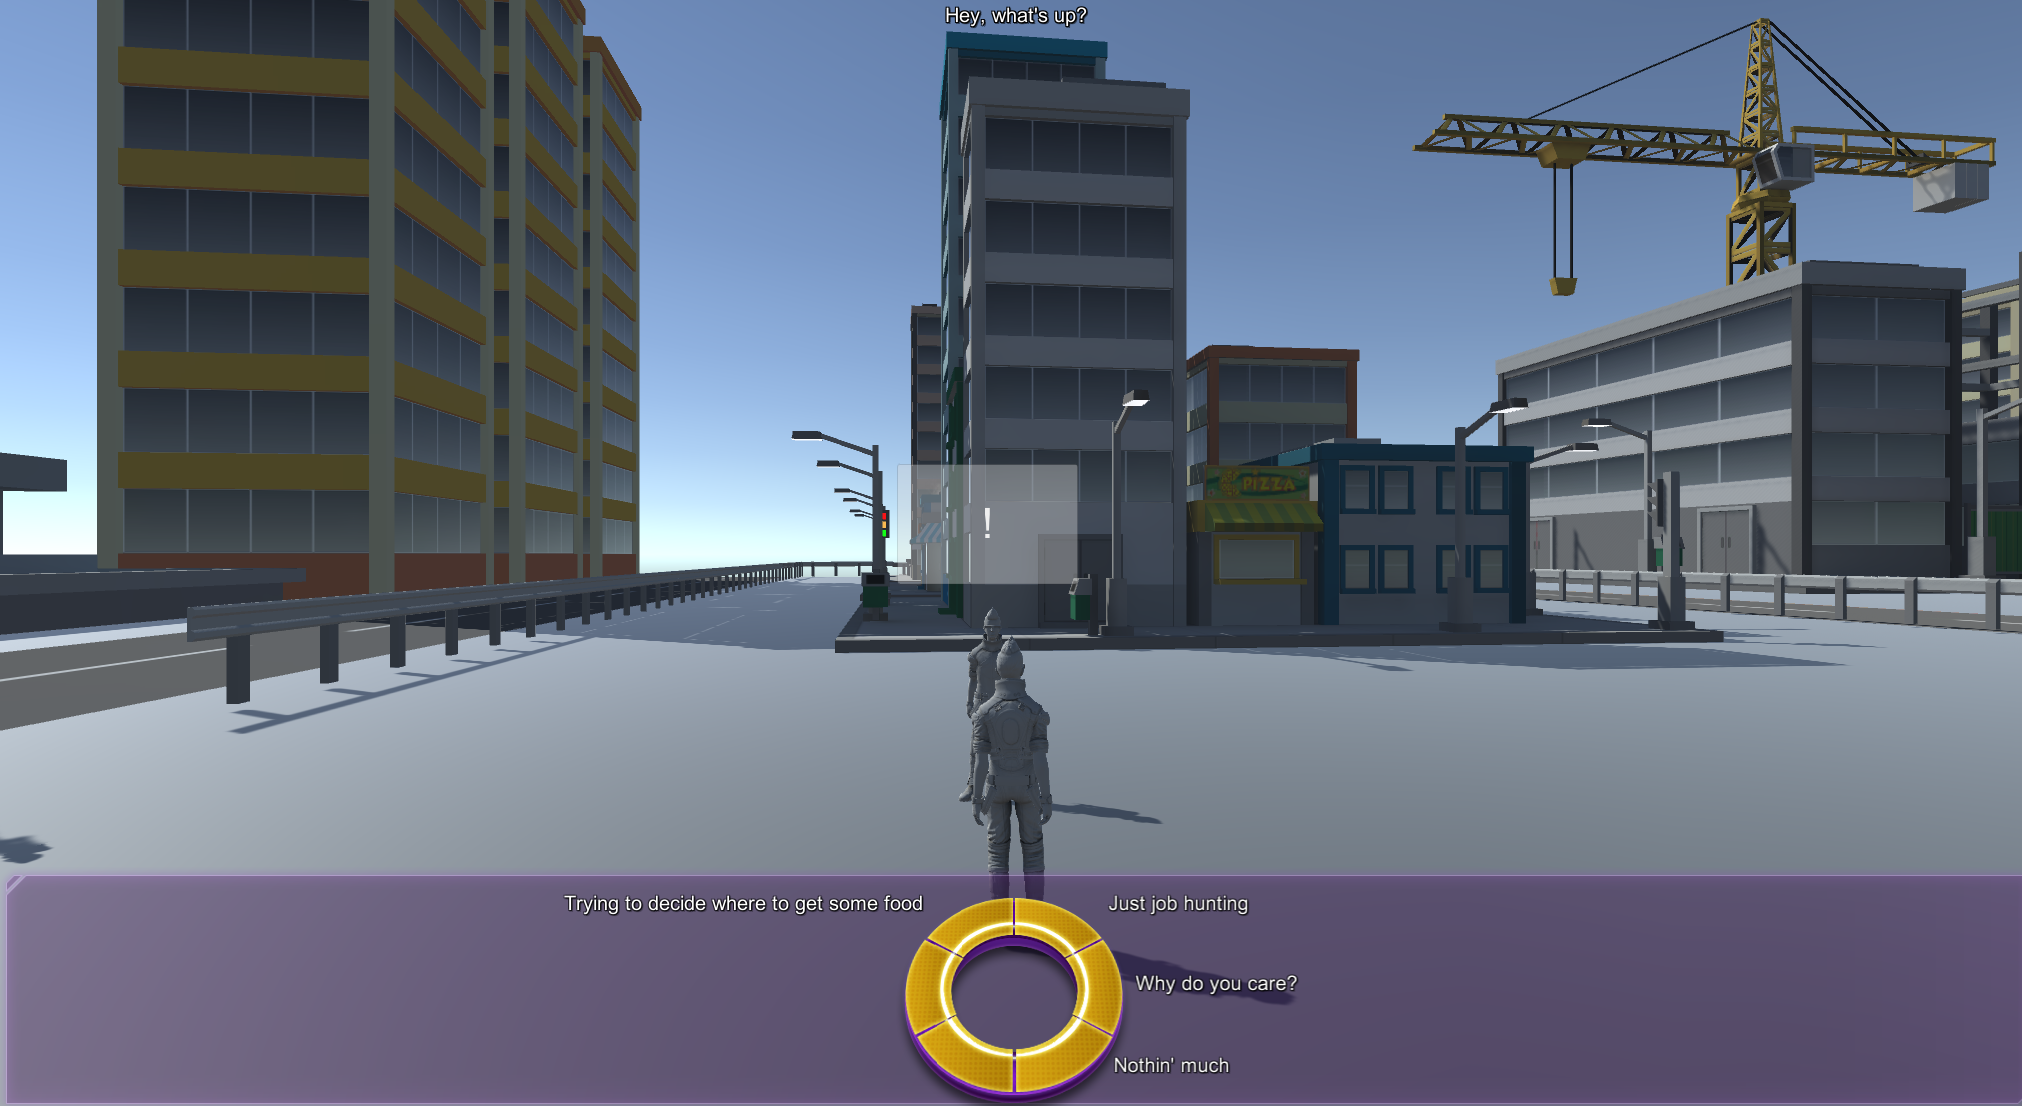 Hey, what's up?
PIZZA
!
Trying to decide where to get some food
Just job hunting
Why do you care?
Nothin' much